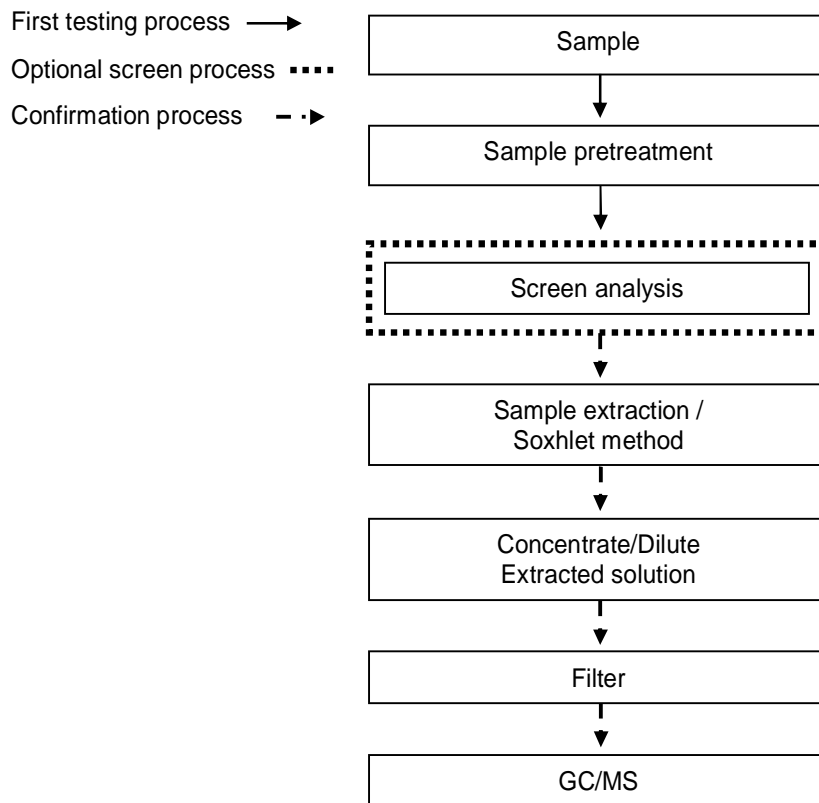 First testing process
Optional screen process
Confirmation process
Sample
Sample pretreatment
Screen analysis
Sample extraction /
Soxhlet method
Concentrate/Dilute
Extracted solution
Filter
GC/MS